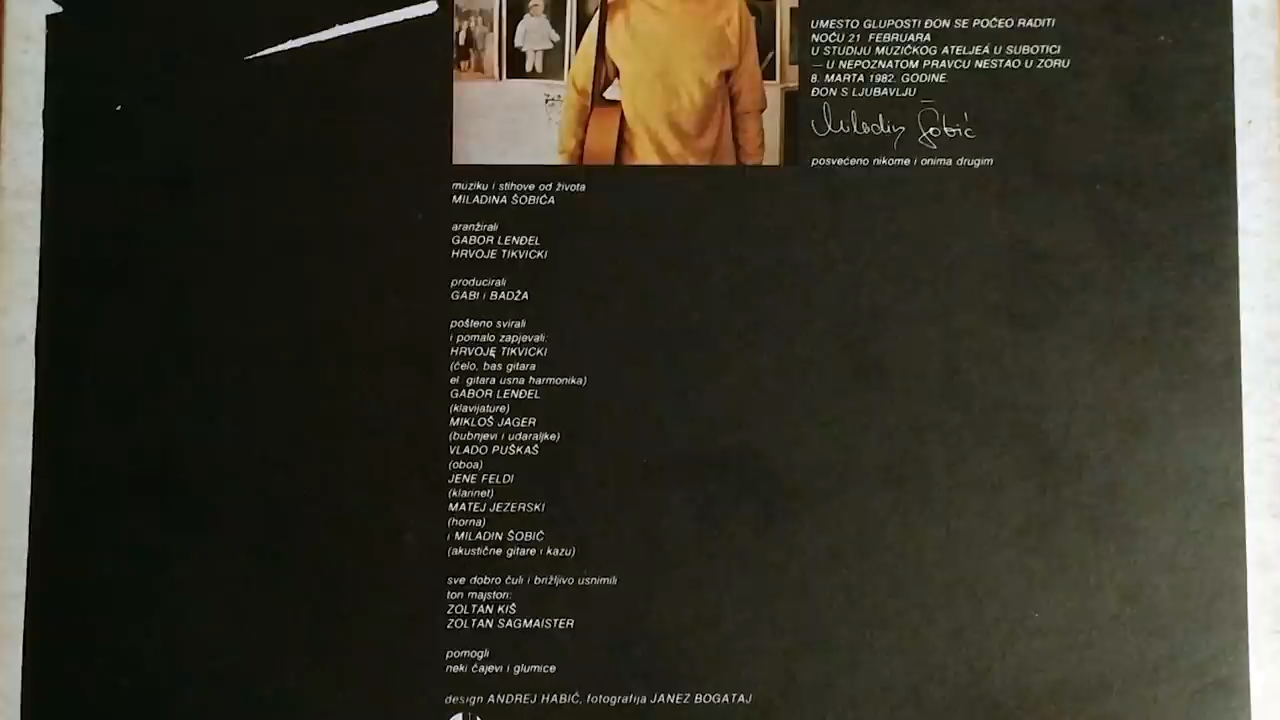 UMESTO GLUPOSTI ĐON SE POČEO RADITI
NOĆU 21 FEBRUARA
U STUDIJU MUZIČKOG ATELJEA U SUBOTICI
— U NEPOZNATOM PRAVCU NESTAO U ZORU
8. MARTA 1982. GODINE.
ĐON S LJUBAVLJU
Miladin Šobić
posvećeno nikome i onima drugim
muziku i stihove od života
MILADINA ŠOBIĆA
aranžirali
GABOR LENĐEL
HRVOJE TIKVICKI
producirali
GABI i BADŽA
pošteno svirali
i pomalo zapjevali:
HRVOJE TIKVICKI
(čelo, bas gitara
el gitara usna harmonika)
GABOR LENĐEL
(klavijature)
MIKLOŠ JAGER
(bubnjevi i udaraljke)
VLADO PUŠKAŠ
(oboa)
JENE FELDI
(klarinet)
MATEJ JEZERSKI
(horna)
i MILADIN ŠOBIĆ
(akustične gitare i kazu)
sve dobro čuli i brižljivo usnimili
ton majstori:
ZOLTAN KIŠ
ZOLTAN SAGMAISTER
pomogli
neki čajevi i glumice
design ANDREJ HABIČ, fotografija JANEZ BOGATAJ